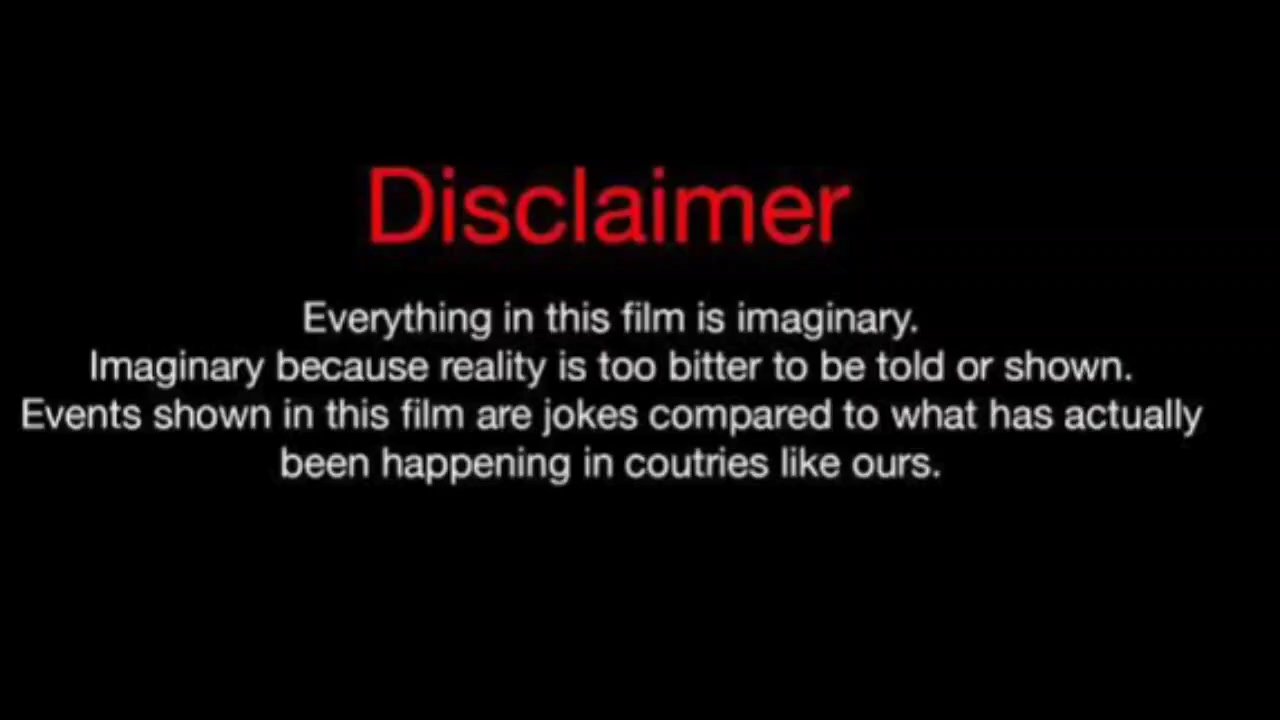 Disclaimer
Everything in this film is imaginary.
Imaginary because reality is too bitter to be told or shown.
Events shown in this film are jokes compared to what has actually
been happening in coutries like ours.